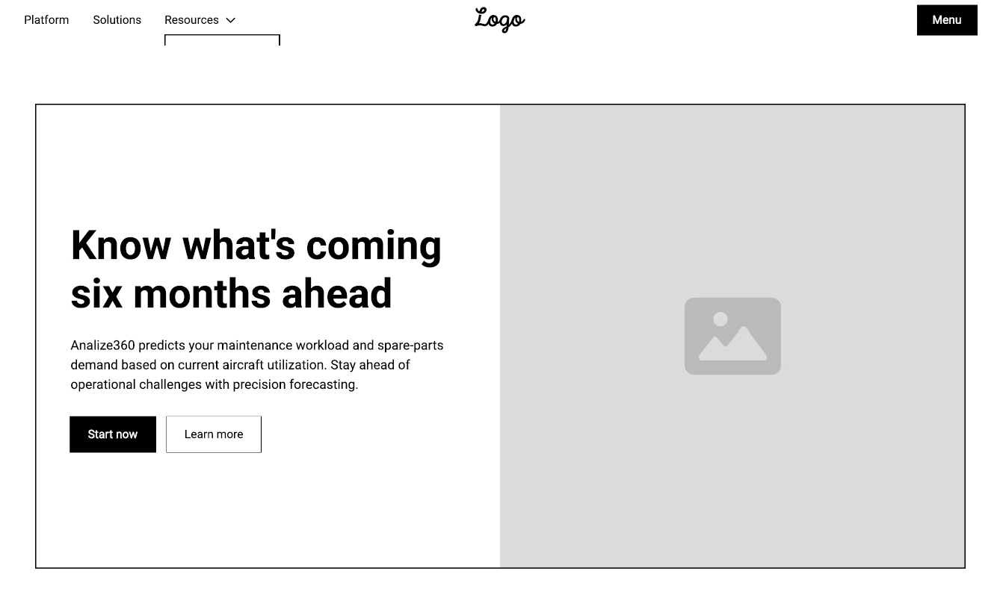 Platform
Solutions
Resources
Logo
Menu
Know what's coming
six months ahead
Analize360 predicts your maintenance workload and spare-parts
demand based on current aircraft utilization. Stay ahead of
operational challenges with precision forecasting.
Start now
Learn more